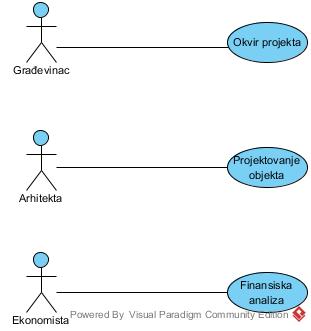 Okvir projekta
Građevinac
Projektovanje
objekta
Arhitekta
Finansiska
analiza
Ekonomista
Powered By Visual Paradigm Community Edition